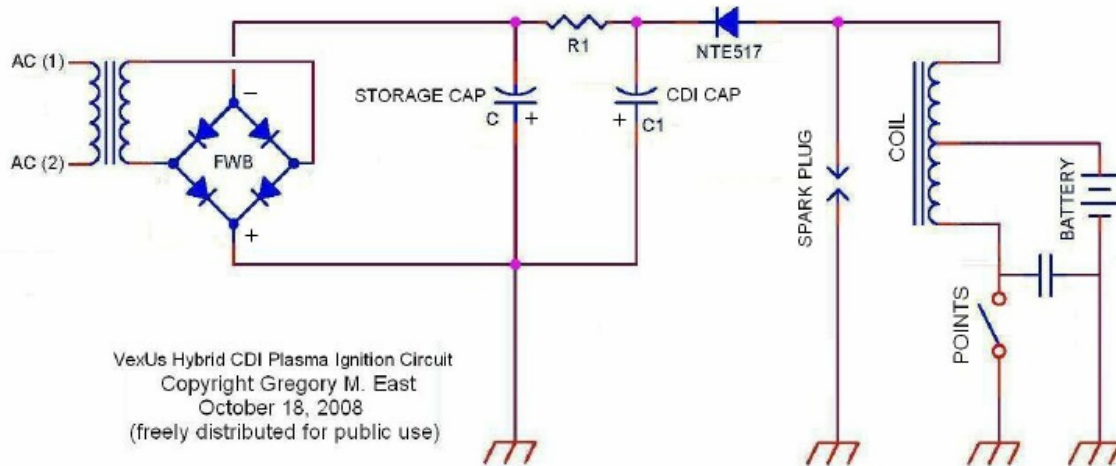 AC (1)
AC (2)
−
FWB
+
STORAGE CAP
C
+
R1
CDI CAP
+
C1
NTE517
SPARK PLUG
COIL
BATTERY
POINTS
VexUs Hybrid CDI Plasma Ignition Circuit
Copyright Gregory M. East
October 18, 2008
(freely distributed for public use)